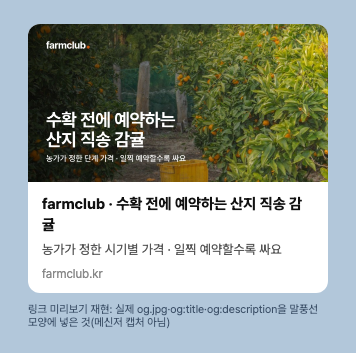 farmclub.
수확 전에 예약하는
산지 직송 감귤
농가가 정한 단계 가격 · 일찍 예약할수록 싸요
farmclub · 수확 전에 예약하는 산지 직송 감
귤
농가가 정한 시기별 가격 · 일찍 예약할수록 싸요
farmclub.kr
링크 미리보기 재현: 실제 og.jpg·og:title·og:description을 말풍선
모양에 넣은 것(메신저 캡처 아님)